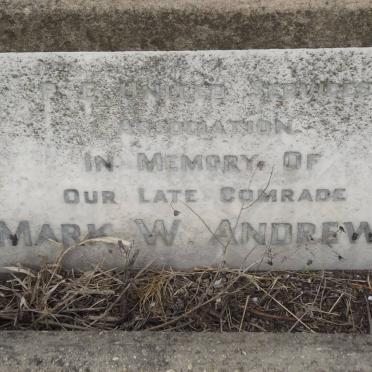 P. E. UNITED SERVICES
ASSOCIATION.
IN MEMORY OF
OUR LATE COMRADE
MARK W ANDREW